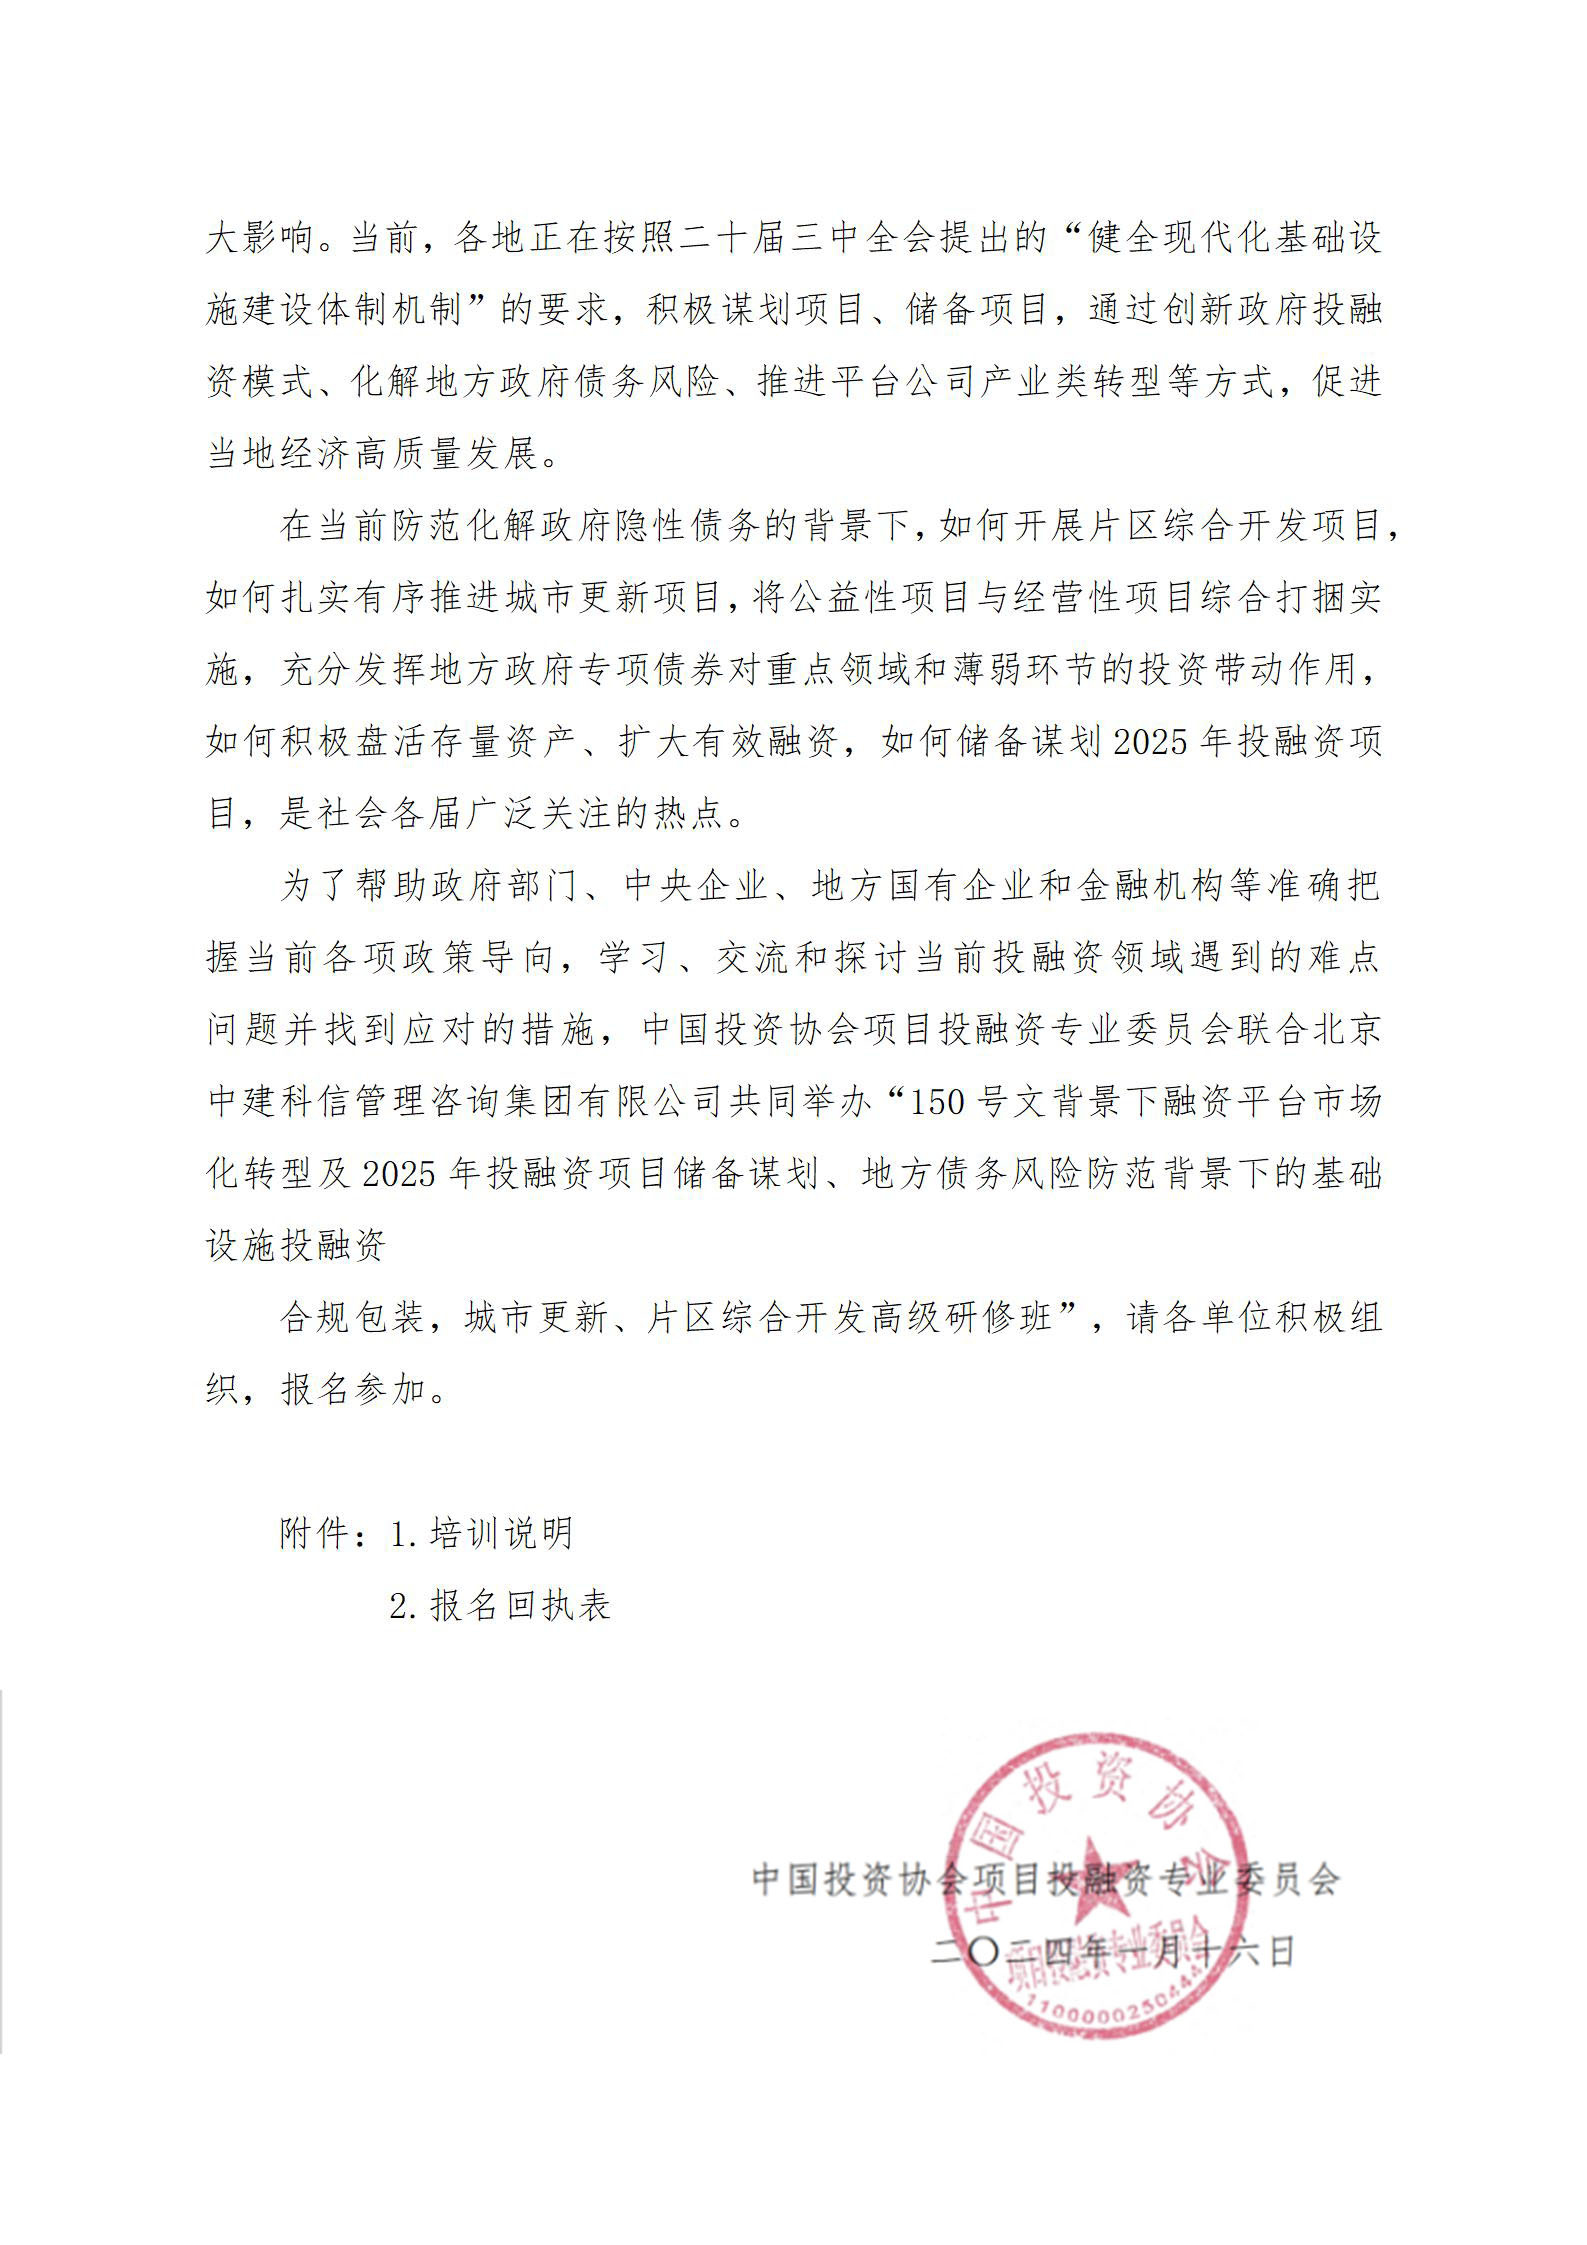 大影响。当前，各地正在按照二十届三中全会提出的“健全现代化基础设
施建设体制机制”的要求，积极谋划项目、储备项目，通过创新政府投融
资模式、化解地方政府债务风险、推进平台公司产业类转型等方式，促进
当地经济高质量发展。
在当前防范化解政府隐性债务的背景下，如何开展片区综合开发项目，
如何扎实有序推进城市更新项目，将公益性项目与经营性项目综合打捆实
施，充分发挥地方政府专项债券对重点领域和薄弱环节的投资带动作用，
如何积极盘活存量资产、扩大有效融资，如何储备谋划 2025 年投融资项
目，是社会各届广泛关注的热点。
为了帮助政府部门、中央企业、地方国有企业和金融机构等准确把
握当前各项政策导向，学习、交流和探讨当前投融资领域遇到的难点
问题并找到应对的措施，中国投资协会项目投融资专业委员会联合北京
中建科信管理咨询集团有限公司共同举办“150 号文背景下融资平台市场
化转型及 2025 年投融资项目储备谋划、地方债务风险防范背景下的基础
设施投融资
合规包装，城市更新、片区综合开发高级研修班”，请各单位积极组
织，报名参加。
附件：1. 培训说明
2. 报名回执表
中国投资协会
中国投资协会项目投融资专业委员会
二〇二四年一月十六日
项目投融资专业委员会